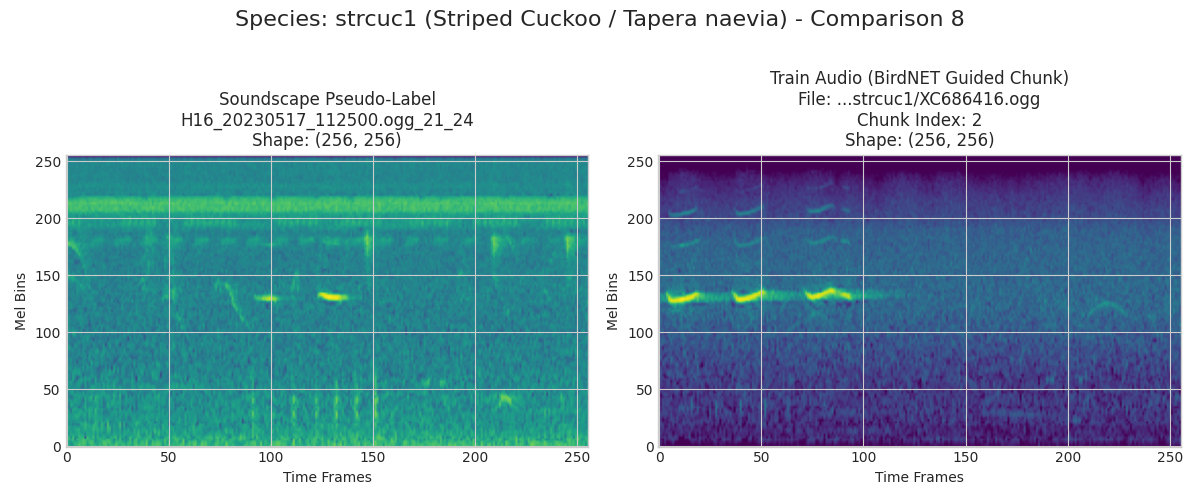 Species: strcuc1 (Striped Cuckoo / Tapera naevia) - Comparison 8
Soundscape Pseudo-Label
H16_20230517_112500.ogg_21_24
Shape: (256, 256)
Train Audio (BirdNET Guided Chunk)
File: ...strcuc1/XC686416.ogg
Chunk Index: 2
Shape: (256, 256)
250
200
150
100
50
0
Mel Bins
0
50
100
150
200
250
Time Frames
250
200
150
100
50
0
Mel Bins
0
50
100
150
200
250
Time Frames